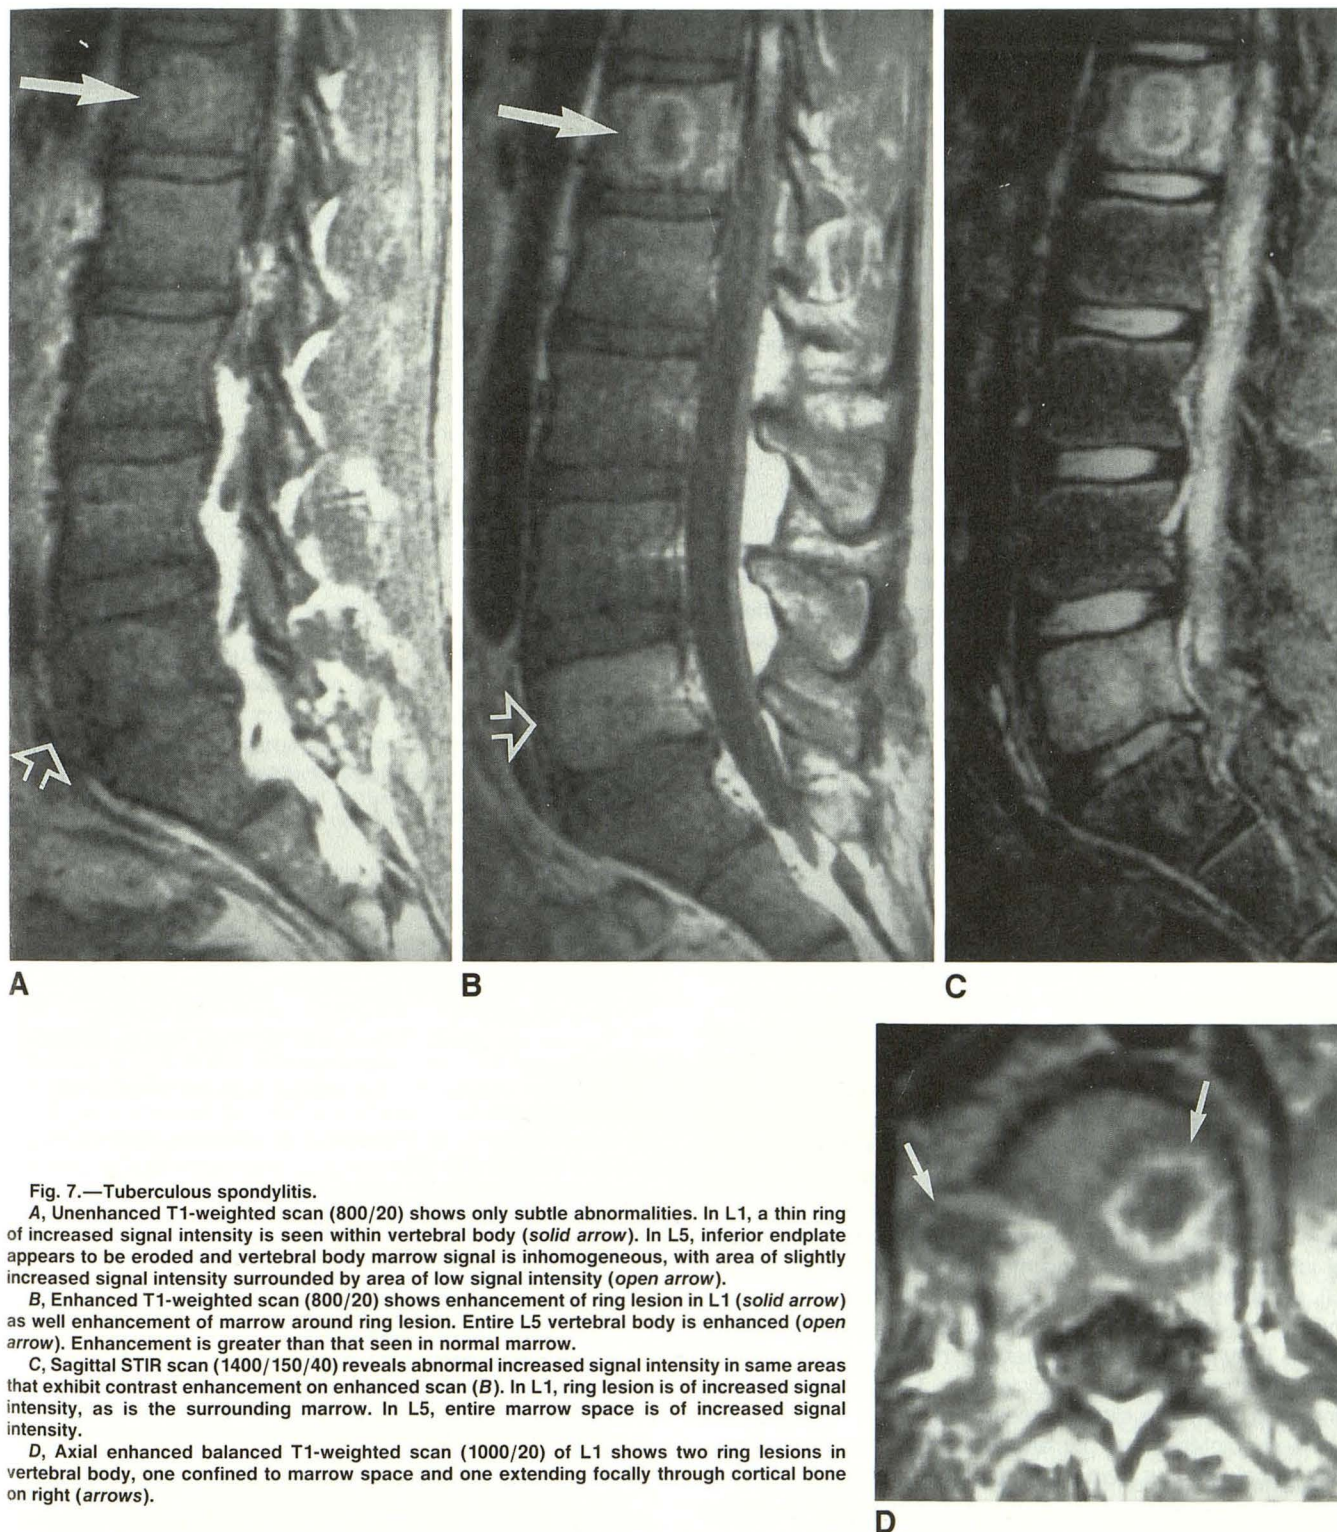 A
B
C
Fig. 7.—Tuberculous spondylitis.
A, Unenhanced T1-weighted scan (800/20) shows only subtle abnormalities. In L1, a thin ring
of increased signal intensity is seen within vertebral body (solid arrow). In L5, inferior endplate
appears to be eroded and vertebral body marrow signal is inhomogeneous, with area of slightly
increased signal intensity surrounded by area of low signal intensity (open arrow).
B, Enhanced T1-weighted scan (800/20) shows enhancement of ring lesion in L1 (solid arrow)
as well enhancement of marrow around ring lesion. Entire L5 vertebral body is enhanced (open
arrow). Enhancement is greater than that seen in normal marrow.
C, Sagittal STIR scan (1400/150/40) reveals abnormal increased signal intensity in same areas
that exhibit contrast enhancement on enhanced scan (B). In L1, ring lesion is of increased signal
intensity, as is the surrounding marrow. In L5, entire marrow space is of increased signal
intensity.
D, Axial enhanced balanced T1-weighted scan (1000/20) of L1 shows two ring lesions in
vertebral body, one confined to marrow space and one extending focally through cortical bone
on right (arrows).
D